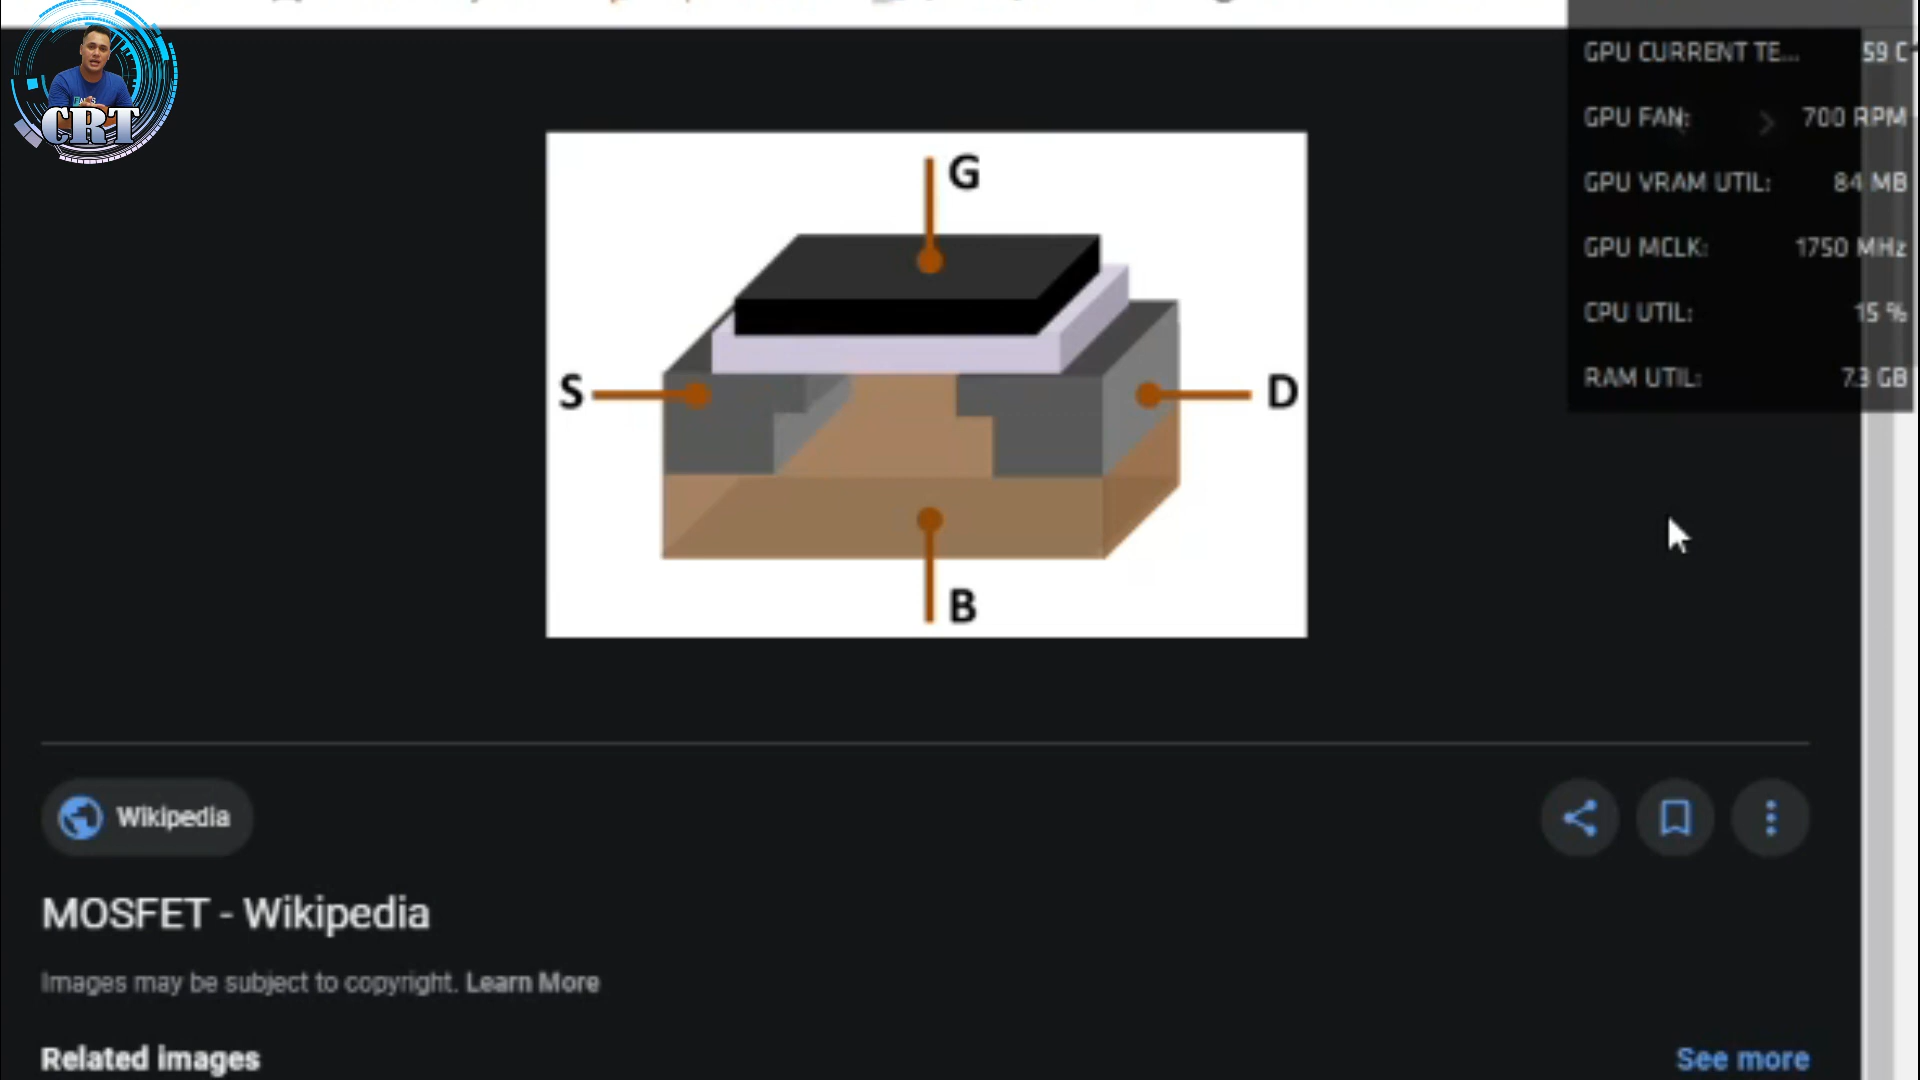 CRT
GPU CURRENT TE... 59 C
GPU FAN: 700 RPM
GPU VRAM UTIL: 84 MB
GPU MCLK: 1750 MHz
CPU UTIL: 15 %
RAM UTIL: 7.3 GB
G
S
D
B
Wikipedia
MOSFET - Wikipedia
Images may be subject to copyright. Learn More
Related images
See more